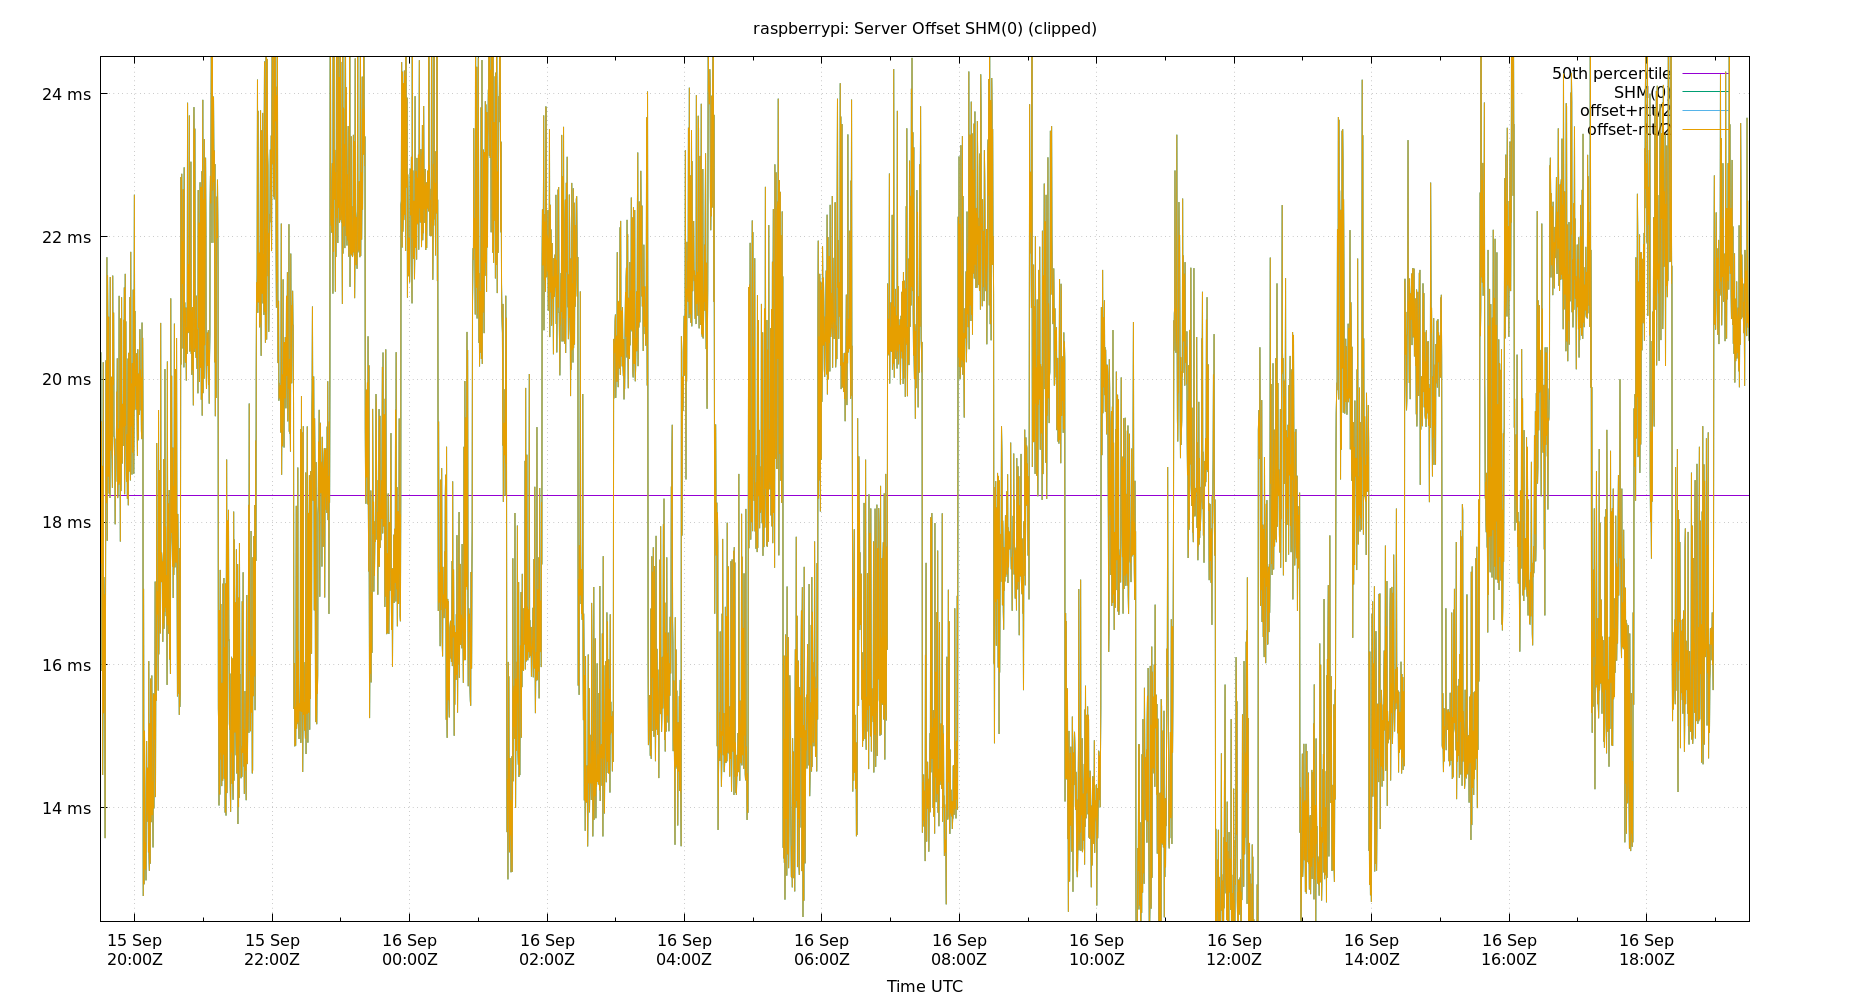 raspberrypi: Server Offset SHM(0) (clipped)
50th percentile
SHM(0)
offset+rtt/2
offset-rtt/2
24 ms
22 ms
20 ms
18 ms
16 ms
14 ms
15 Sep 15 Sep 16 Sep 16 Sep 16 Sep 16 Sep 16 Sep 16 Sep 16 Sep 16 Sep 16 Sep 16 Sep
20:00Z 22:00Z 00:00Z 02:00Z 04:00Z 06:00Z 08:00Z 10:00Z 12:00Z 14:00Z 16:00Z 18:00Z
Time UTC